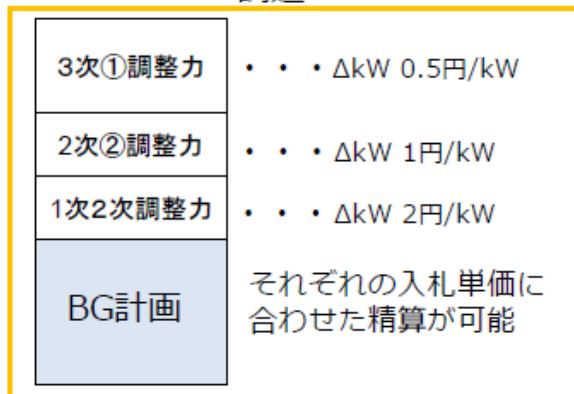 3次①調整力 ・・・ΔkW 0.5円/kW
2次②調整力 ・・・ΔkW 1円/kW
1次2次調整力 ・・・ΔkW 2円/kW
BG計画
それぞれの入札単価に
合わせた精算が可能